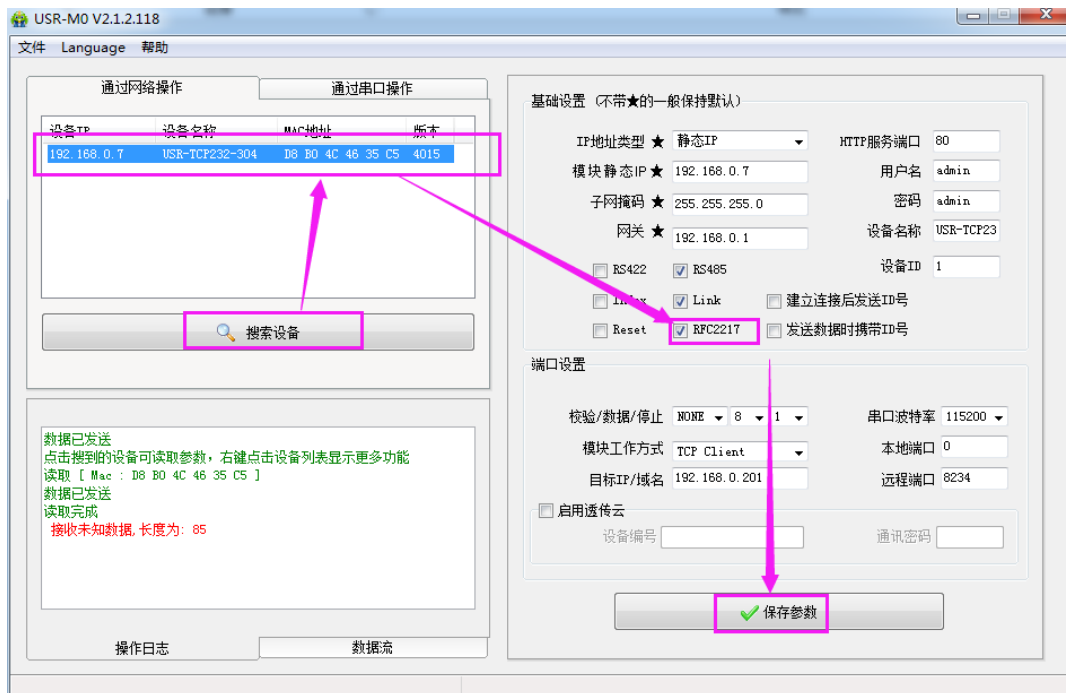 USR-M0 V2.1.2.118
文件 Language 帮助
通过网络操作 通过串口操作
设备IP 设备名称 MAC地址 版本
192.168.0.7 USR-TCP232-304 D8 B0 4C 46 35 C5 4015
搜索设备
数据已发送
点击搜到的设备可读取参数，右键点击设备列表显示更多功能
读取 [ Mac : D8 B0 4C 46 35 C5 ]
数据已发送
读取完成
接收未知数据,长度为: 85
操作日志 数据流
基础设置 (不带★的一般保持默认)
IP地址类型 ★ 静态IP HTTP服务端口 80
模块静态IP★ 192.168.0.7 用户名 admin
子网掩码 ★ 255.255.255.0 密码 admin
网关 ★ 192.168.0.1 设备名称 USR-TCP23
RS422 RS485 设备ID 1
Link 建立连接后发送ID号
Reset RFC2217 发送数据时携带ID号
端口设置
校验/数据/停止 NONE 8 1 串口波特率 115200
模块工作方式 TCP Client 本地端口 0
目标IP/域名 192.168.0.201 远程端口 8234
启用透传云
设备编号 通讯密码
保存参数